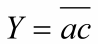 Y = \overline{ac}